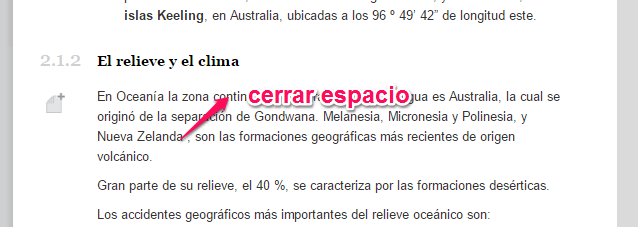 islas Keeling, en Australia, ubicadas a los 96 º 49' 42” de longitud este.
2.1.2 El relieve y el clima
cerrar espacio
En Oceanía la zona contin gua es Australia, la cual se
originó de la separación de Gondwana. Melanesia, Micronesia y Polinesia, y
Nueva Zelanda , son las formaciones geográficas más recientes de origen
volcánico.
Gran parte de su relieve, el 40 %, se caracteriza por las formaciones desérticas.
Los accidentes geográficos más importantes del relieve oceánico son: